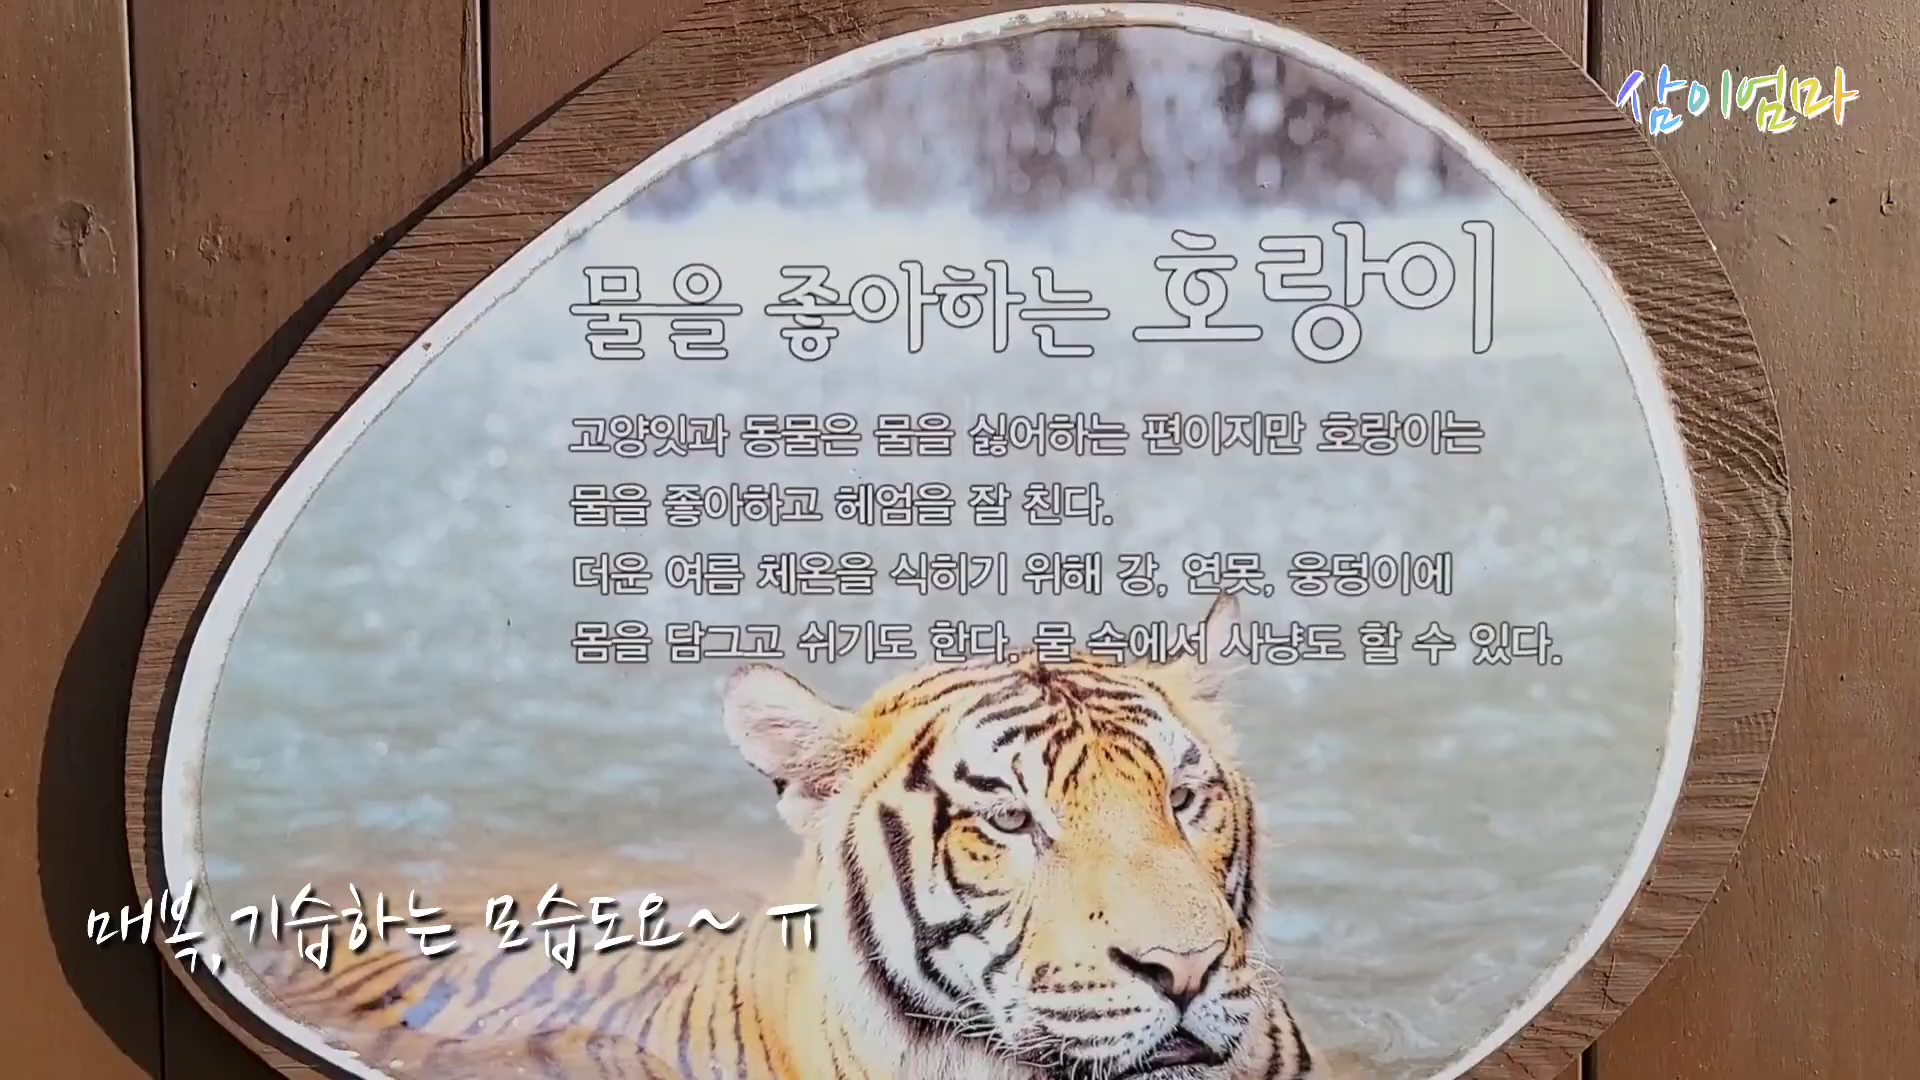 삼이엄마
물을 좋아하는 호랑이
고양잇과 동물은 물을 싫어하는 편이지만 호랑이는
물을 좋아하고 헤엄을 잘 친다.
더운 여름 체온을 식히기 위해 강, 연못, 웅덩이에
몸을 담그고 쉬기도 한다. 물 속에서 사냥도 할 수 있다.
매복, 기습하는 모습도요~ ㅠ